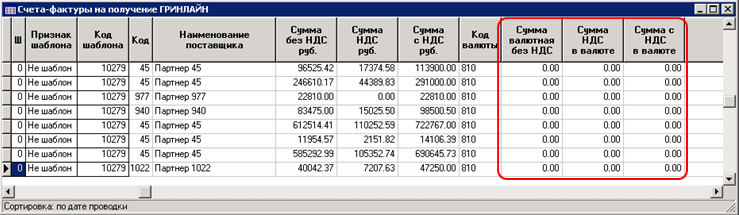 Счета-фактуры на получение ГРИНЛАЙН
Ш Признак шаблона Код шаблона Код Наименование поставщика Сумма без НДС руб. Сумма НДС руб. Сумма с НДС руб. Код валюты Сумма валютная без НДС Сумма НДС в валюте Сумма с НДС в валюте
0 Не шаблон 10279 45 Партнер 45 96525.42 17374.58 113900.00 810 0.00 0.00 0.00
0 Не шаблон 10279 45 Партнер 45 246610.17 44389.83 291000.00 810 0.00 0.00 0.00
0 Не шаблон 10279 977 Партнер 977 22810.00 0.00 22810.00 810 0.00 0.00 0.00
0 Не шаблон 10279 940 Партнер 940 83475.00 15025.50 98500.50 810 0.00 0.00 0.00
0 Не шаблон 10279 45 Партнер 45 612514.41 110252.59 722767.00 810 0.00 0.00 0.00
0 Не шаблон 10279 45 Партнер 45 11954.57 2151.82 14106.39 810 0.00 0.00 0.00
0 Не шаблон 10279 45 Партнер 45 585292.99 105352.74 690645.73 810 0.00 0.00 0.00
0 Не шаблон 10279 1022 Партнер 1022 40042.37 7207.63 47250.00 810 0.00 0.00 0.00
Сортировка: по дате проводки